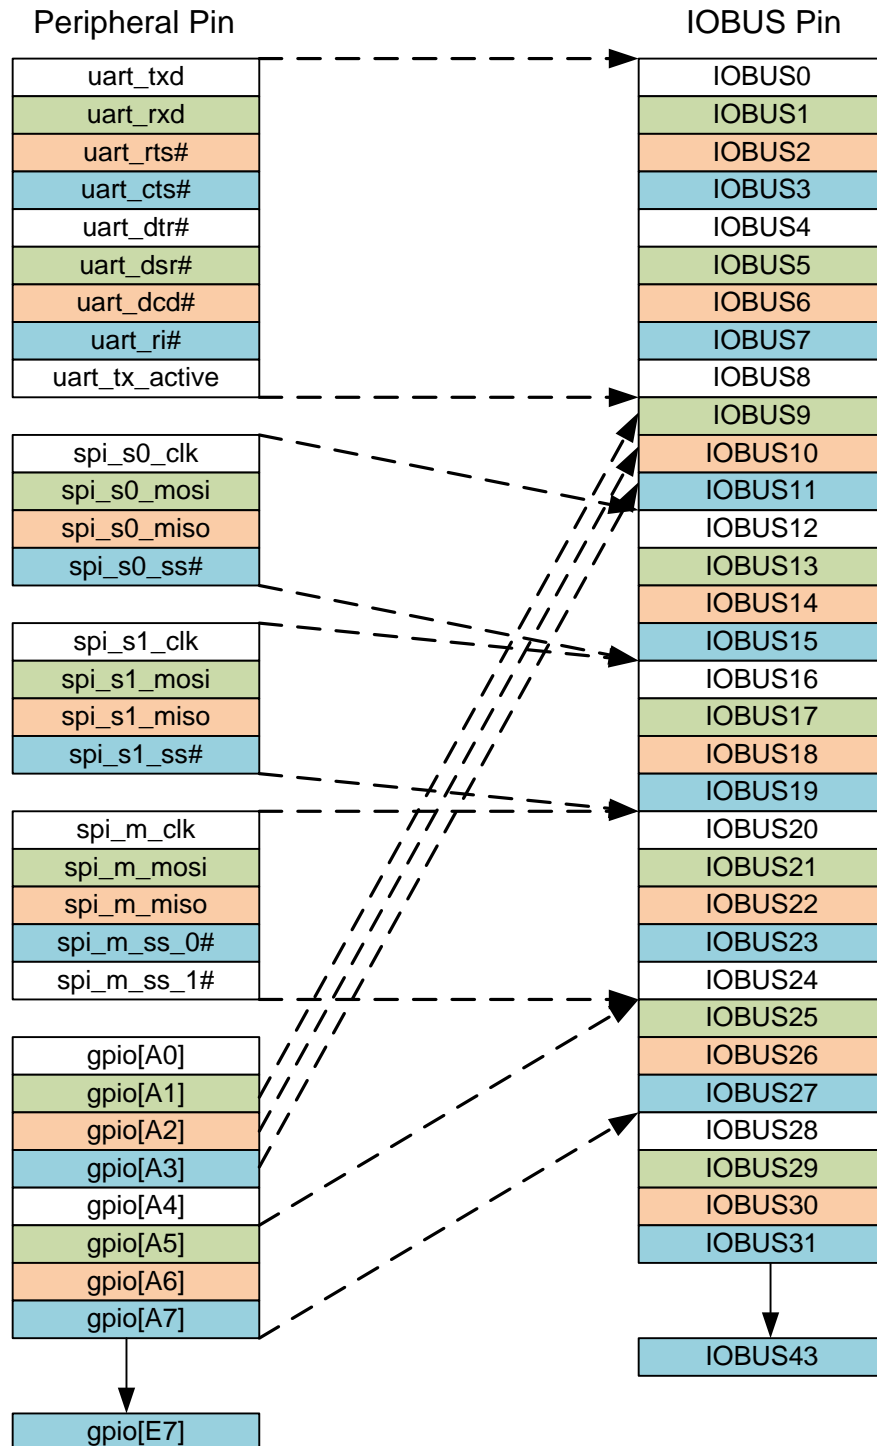 Peripheral Pin
uart_txd
uart_rxd
uart_rts#
uart_cts#
uart_dtr#
uart_dsr#
uart_dcd#
uart_ri#
uart_tx_active
spi_s0_clk
spi_s0_mosi
spi_s0_miso
spi_s0_ss#
spi_s1_clk
spi_s1_mosi
spi_s1_miso
spi_s1_ss#
spi_m_clk
spi_m_mosi
spi_m_miso
spi_m_ss_0#
spi_m_ss_1#
gpio[A0]
gpio[A1]
gpio[A2]
gpio[A3]
gpio[A4]
gpio[A5]
gpio[A6]
gpio[A7]
gpio[E7]
IOBUS Pin
IOBUS0
IOBUS1
IOBUS2
IOBUS3
IOBUS4
IOBUS5
IOBUS6
IOBUS7
IOBUS8
IOBUS9
IOBUS10
IOBUS11
IOBUS12
IOBUS13
IOBUS14
IOBUS15
IOBUS16
IOBUS17
IOBUS18
IOBUS19
IOBUS20
IOBUS21
IOBUS22
IOBUS23
IOBUS24
IOBUS25
IOBUS26
IOBUS27
IOBUS28
IOBUS29
IOBUS30
IOBUS31
IOBUS43